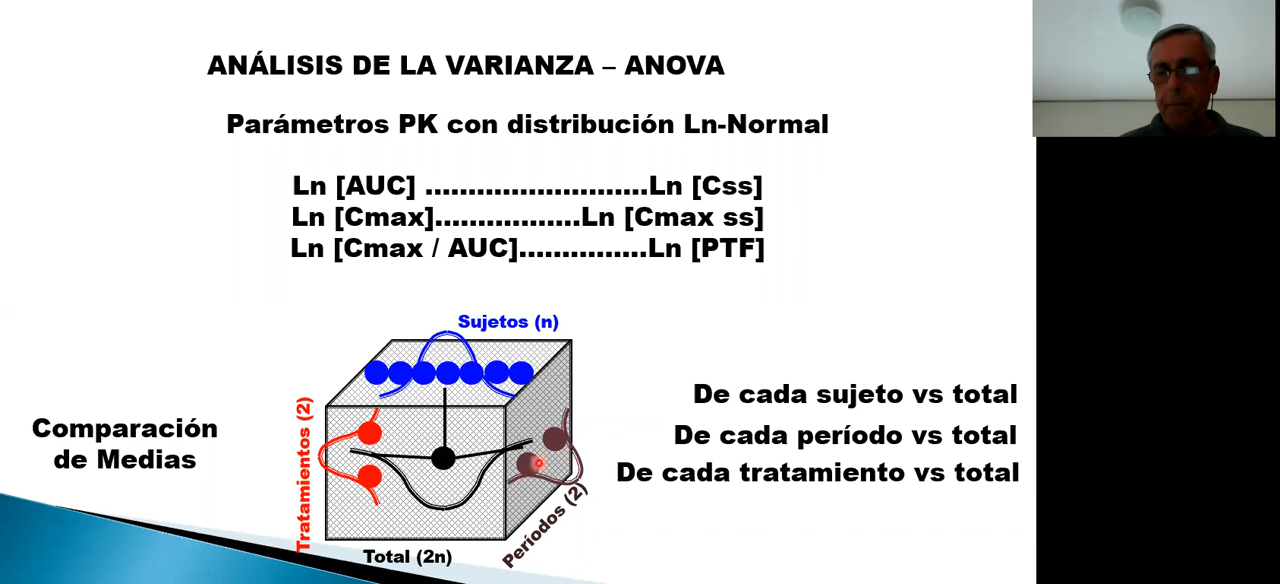 ANÁLISIS DE LA VARIANZA – ANOVA
Parámetros PK con distribución Ln-Normal
Ln [AUC] ..........................Ln [Css]
Ln [Cmax].................Ln [Cmax ss]
Ln [Cmax / AUC]...............Ln [PTF]
Sujetos (n)
Tratamientos (2)
Períodos (2)
Total (2n)
Comparación
de Medias
De cada sujeto vs total
De cada período vs total
De cada tratamiento vs total